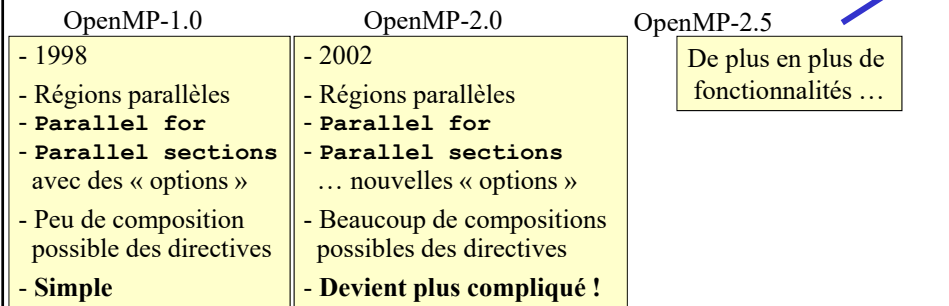 OpenMP-1.0
- 1998
- Régions parallèles
- Parallel for
- Parallel sections
avec des « options »
- Peu de composition
possible des directives
- Simple
OpenMP-2.0
- 2002
- Régions parallèles
- Parallel for
- Parallel sections
… nouvelles « options »
- Beaucoup de compositions
possibles des directives
- Devient plus compliqué !
OpenMP-2.5
De plus en plus de
fonctionnalités …